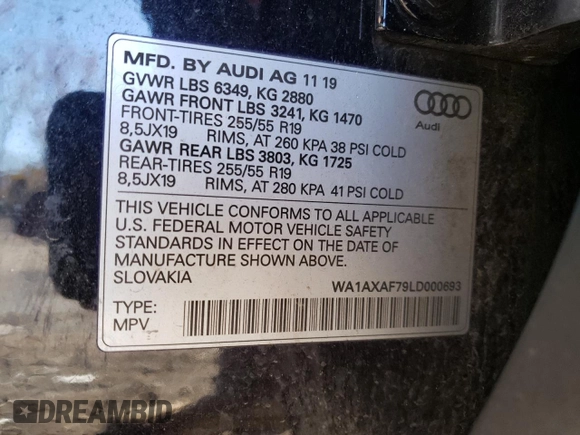 MFD. BY AUDI AG 11 19
GVWR LBS 6349, KG 2880
GAWR FRONT LBS 3241, KG 1470
FRONT-TIRES 255/55 R19
8,5JX19 RIMS, AT 260 KPA 38 PSI COLD
GAWR REAR LBS 3803, KG 1725
REAR-TIRES 255/55 R19
8,5JX19 RIMS, AT 280 KPA 41 PSI COLD
Audi
THIS VEHICLE CONFORMS TO ALL APPLICABLE
U.S. FEDERAL MOTOR VEHICLE SAFETY
STANDARDS IN EFFECT ON THE DATE OF
MANUFACTURE SHOWN ABOVE.
SLOVAKIA WA1AXAF79LD000693
TYPE:
MPV
DREAMBID